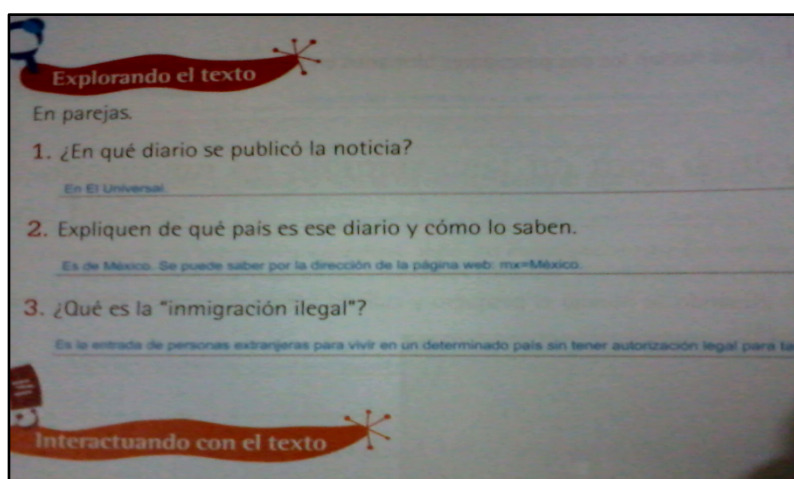 Explorando el texto
En parejas.
1. ¿En qué diario se publicó la noticia?
En El Universal.
2. Expliquen de qué país es ese diario y cómo lo saben.
Es de México. Se puede saber por la dirección de la página web: mx=México.
3. ¿Qué es la "inmigración ilegal"?
Es la entrada de personas extranjeras para vivir en un determinado país sin tener autorización legal para
Interactuando con el texto